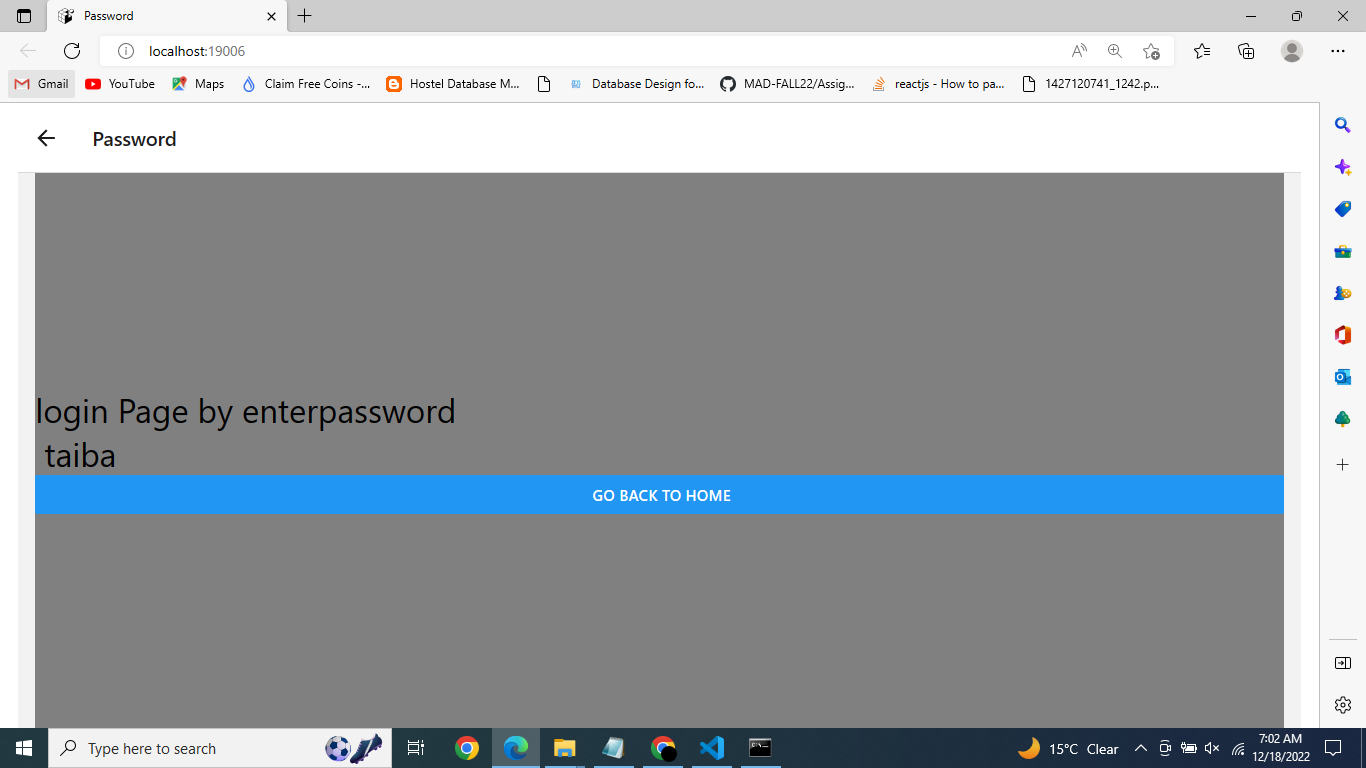 Password
localhost:19006
Gmail
YouTube
Maps
Claim Free Coins -...
Hostel Database M...
Database Design fo...
MAD-FALL22/Assig...
reactjs - How to pa...
1427120741_1242.p...
Password
login Page by enterpassword
taiba
GO BACK TO HOME
Type here to search
15°C Clear
7:02 AM
12/18/2022